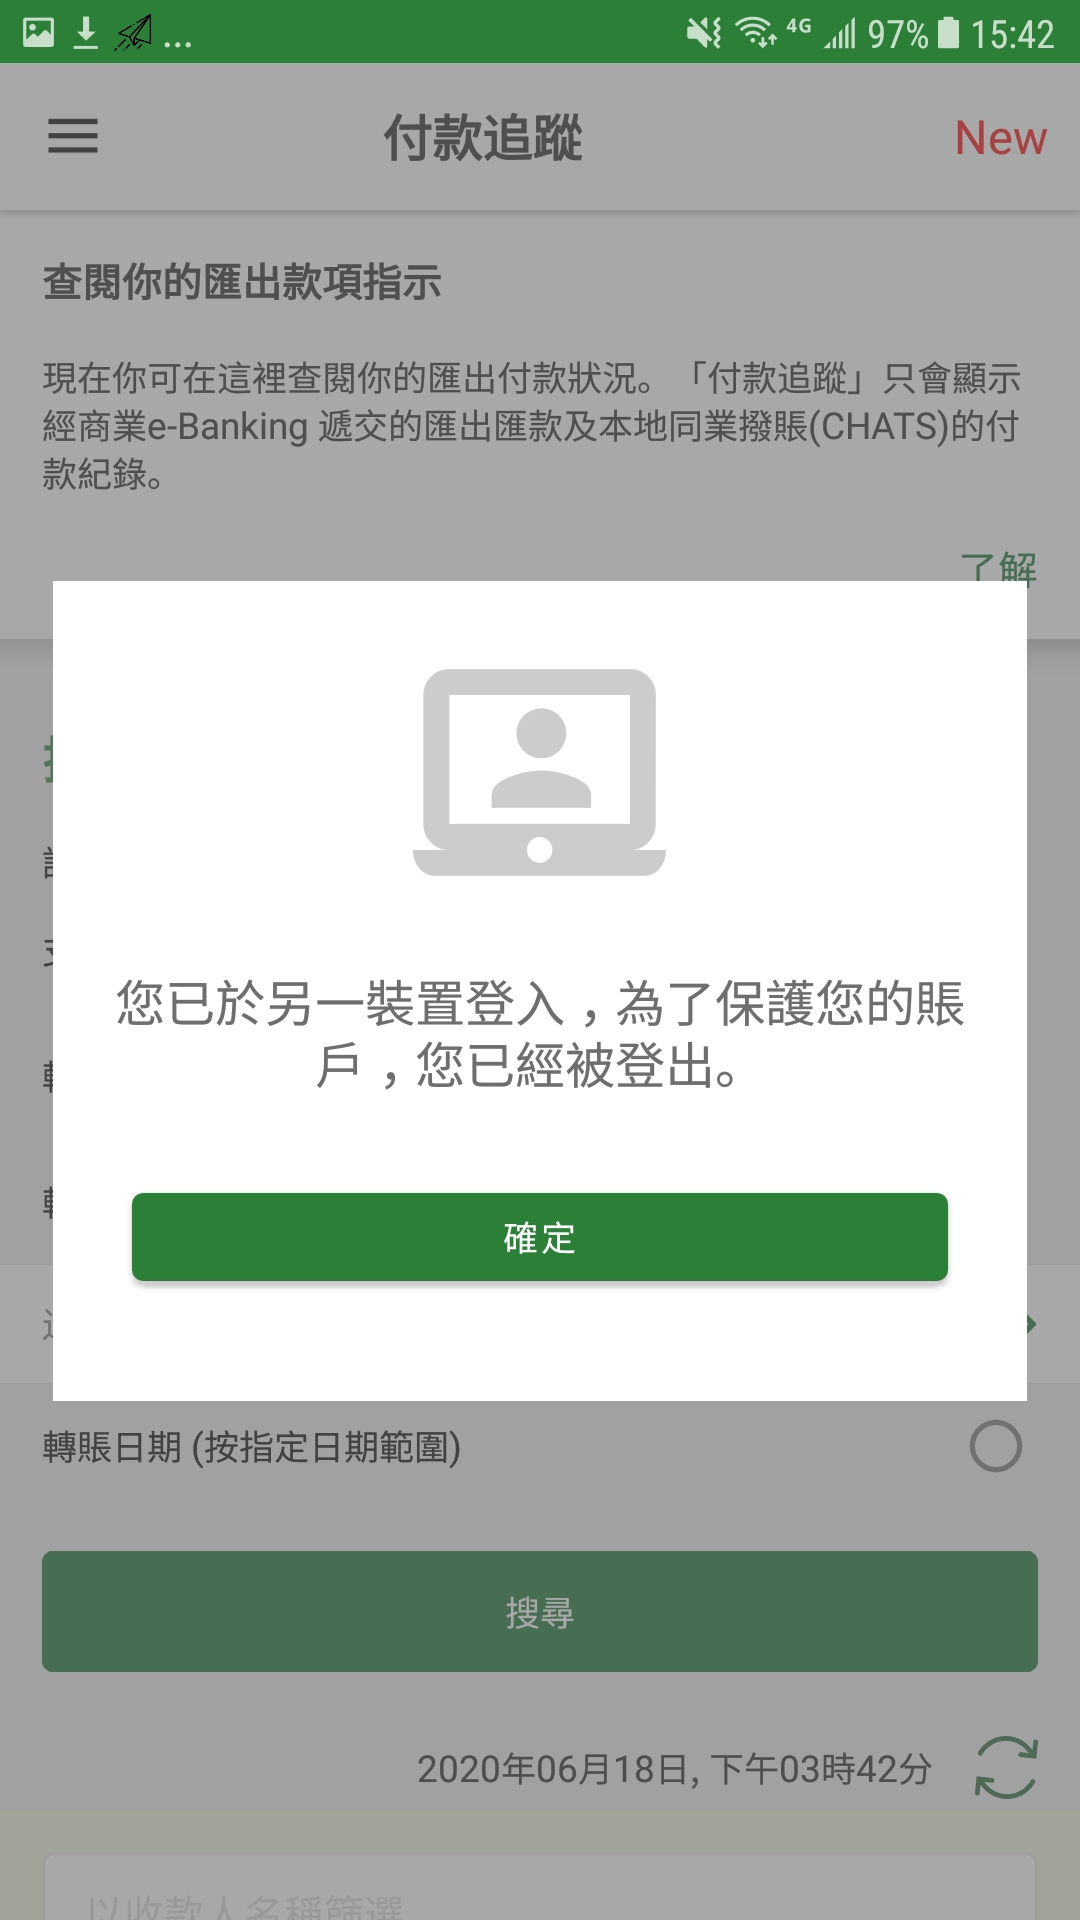 4G 97% 15:42
付款追蹤 New
查閱你的匯出款項指示
現在你可在這裡查閱你的匯出付款狀況。「付款追蹤」只會顯示
經商業e-Banking 遞交的匯出匯款及本地同業撥賬(CHATS)的付
款紀錄。
了解
您已於另一裝置登入，為了保護您的賬
戶，您已經被登出。
確定
轉賬日期 (按指定日期範圍)
搜尋
2020年06月18日, 下午03時42分
以收款人名稱篩選